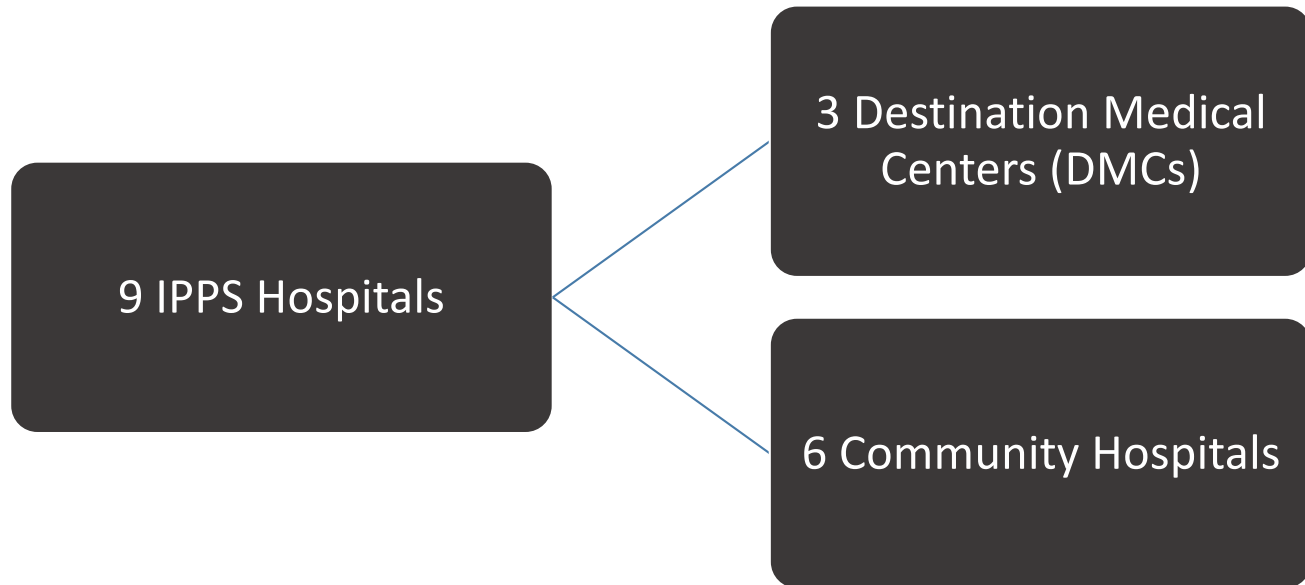 9 IPPS Hospitals
3 Destination Medical
Centers (DMCs)
6 Community Hospitals